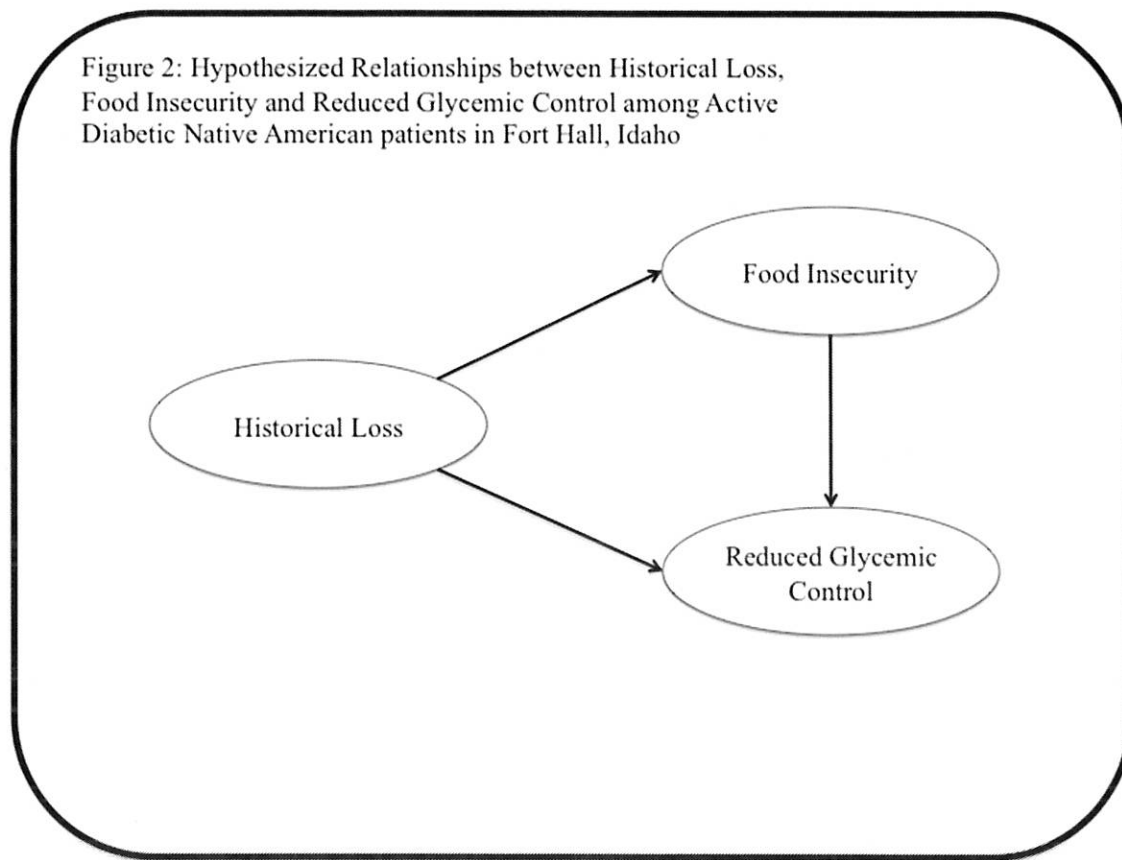 Figure 2: Hypothesized Relationships between Historical Loss,
Food Insecurity and Reduced Glycemic Control among Active
Diabetic Native American patients in Fort Hall, Idaho
Food Insecurity
Historical Loss
Reduced Glycemic
Control